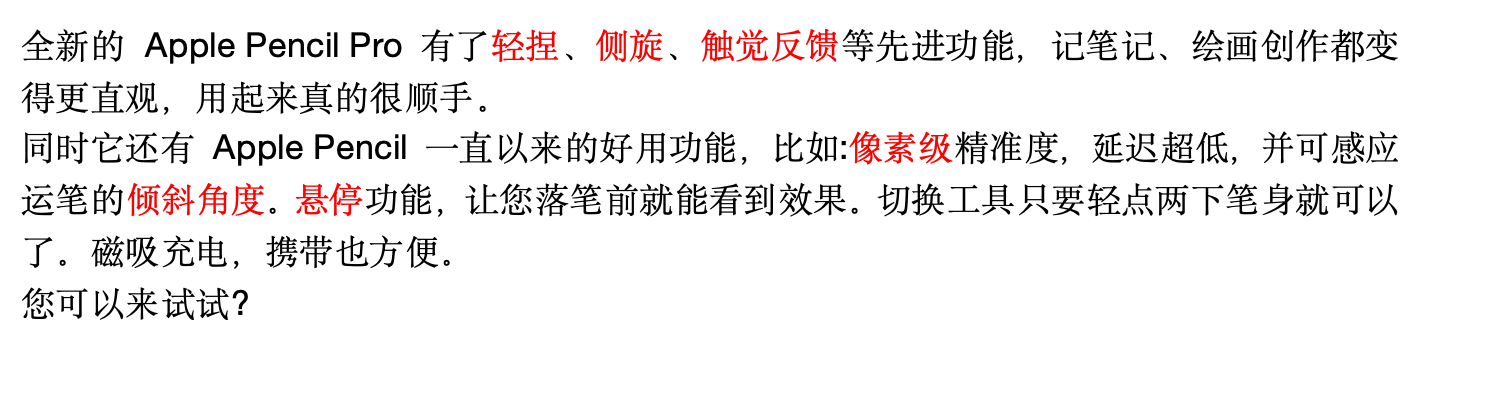 全新的 Apple Pencil Pro 有了轻捏、侧旋、触觉反馈等先进功能，记笔记、绘画创作都变
得更直观，用起来真的很顺手。
同时它还有 Apple Pencil 一直以来的好用功能，比如:像素级精准度，延迟超低，并可感应
运笔的倾斜角度。悬停功能，让您落笔前就能看到效果。切换工具只要轻点两下笔身就可以
了。磁吸充电，携带也方便。
您可以来试试?